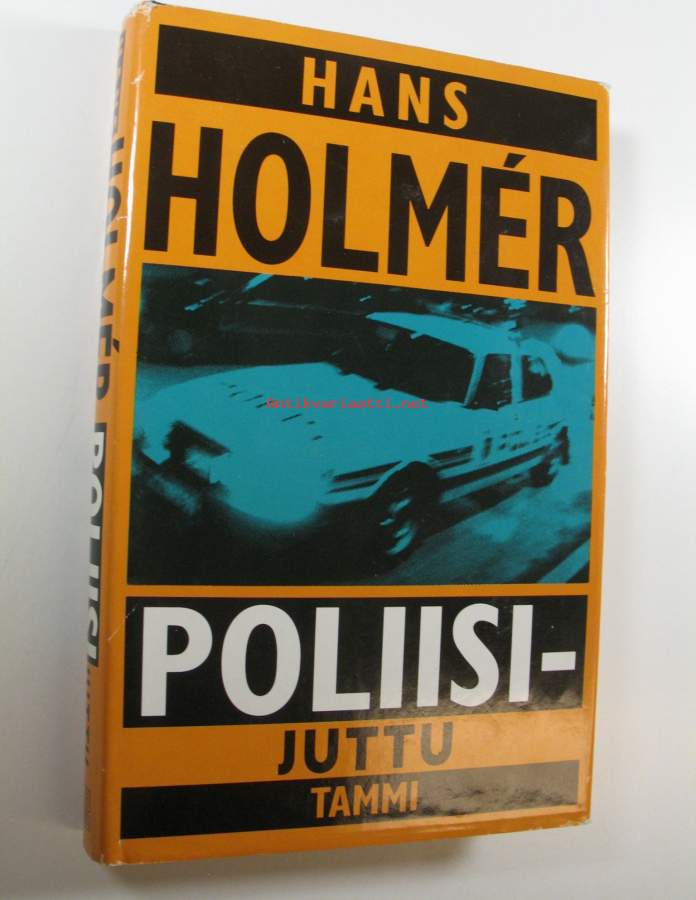 HANS
HOLMÉR
Antikvariaatti.net
POLIISI-
JUTTU
TAMMI
HOLMÉR POLIISI